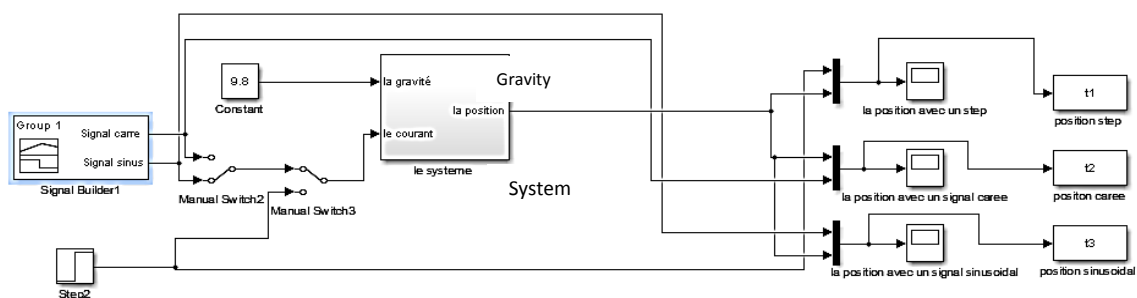 Group 1
Signal carre
Signal sinus
Signal Builder1
9.8
Constant
la gravité
Gravity
la position
le courant
le systeme
System
Manual Switch2
Manual Switch3
Step2
la position avec un step
t1
position step
la position avec un signal caree
t2
positon caree
la position avec un signal sinusoidal
t3
position sinusoidal